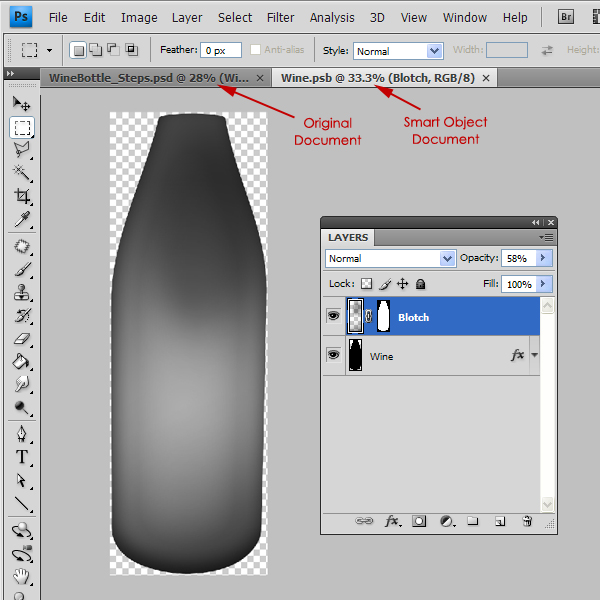 Ps File Edit Image Layer Select Filter Analysis 3D View Window Help Br
Feather: 0 px Anti-alias Style: Normal Width: Height:
WineBottle_Steps.psd @ 28% (Wi... × Wine.psb @ 33.3% (Blotch, RGB/8) ×
Original
Document
Smart Object
Document
LAYERS
Normal Opacity: 58%
Lock: Fill: 100%
Blotch
Wine fx
fx
T